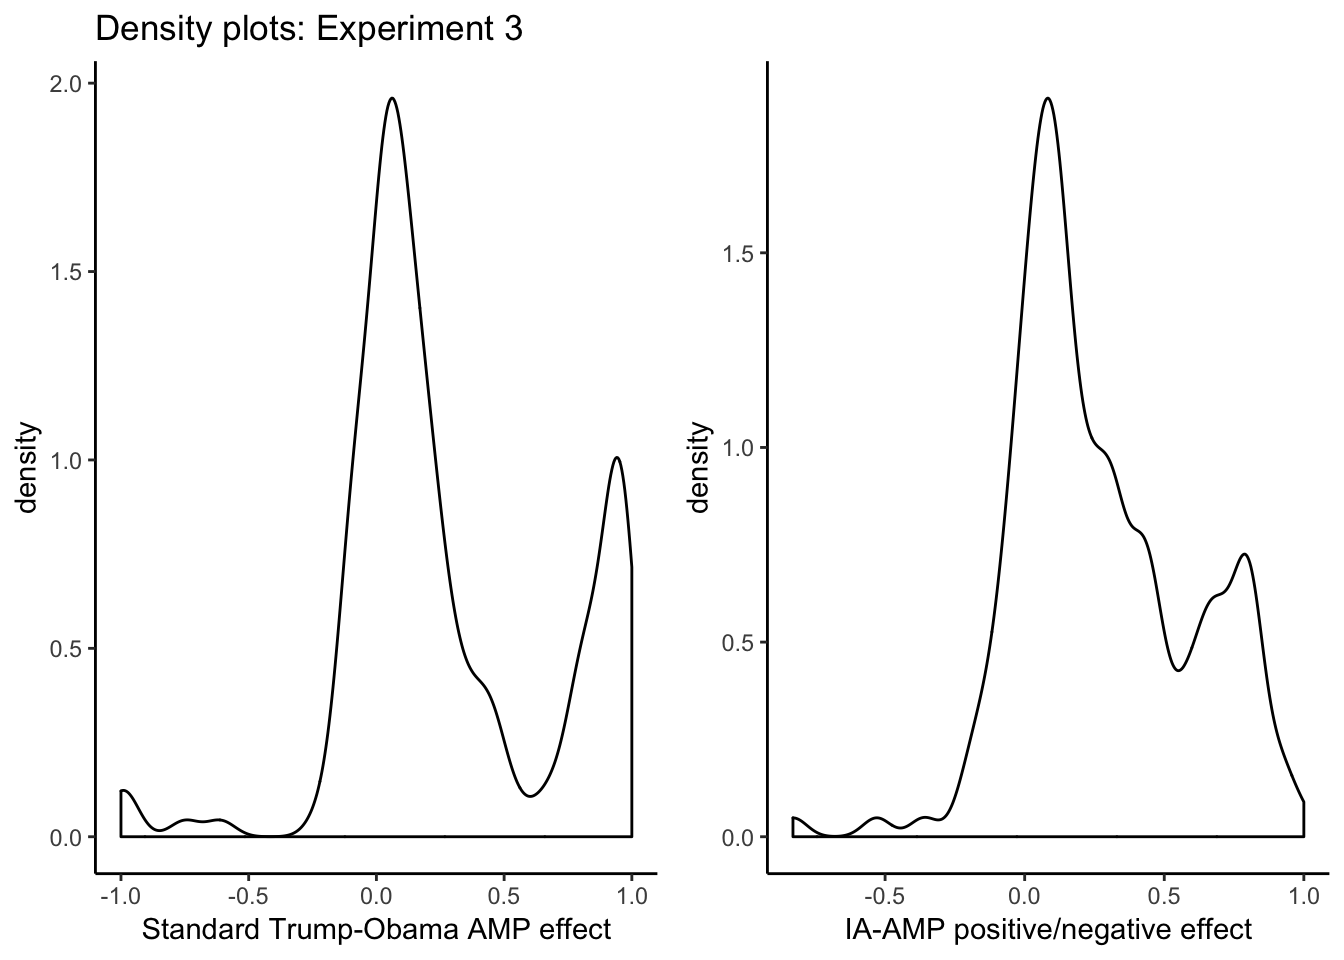 Density plots: Experiment 3
density
2.0
1.5
1.0
0.5
0.0
-1.0 -0.5 0.0 0.5 1.0
Standard Trump-Obama AMP effect
density
1.5
1.0
0.5
0.0
-0.5 0.0 0.5 1.0
IA-AMP positive/negative effect